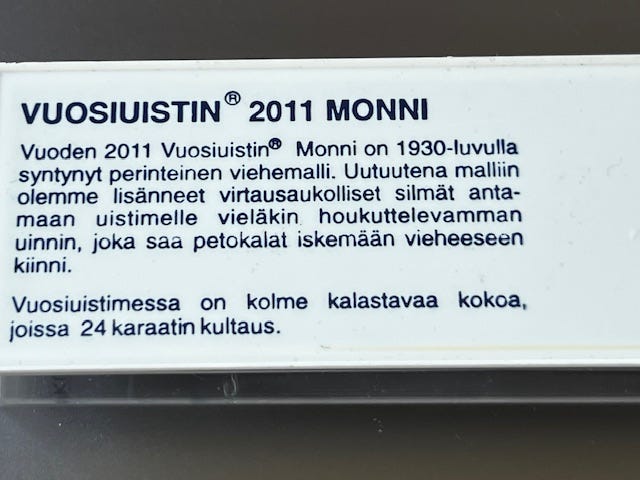 VUOSIUISTIN® 2011 MONNI
Vuoden 2011 Vuosiuistin® Monni on 1930-luvulla
syntynyt perinteinen viehemalli. Uutuutena malliin
olemme lisänneet virtausaukolliset silmät anta-
maan uistimelle vieläkin houkuttelevamman
uinnin, joka saa petokalat iskemään vieheeseen
kiinni.
Vuosiuistimessa on kolme kalastavaa kokoa,
joissa 24 karaatin kultaus.